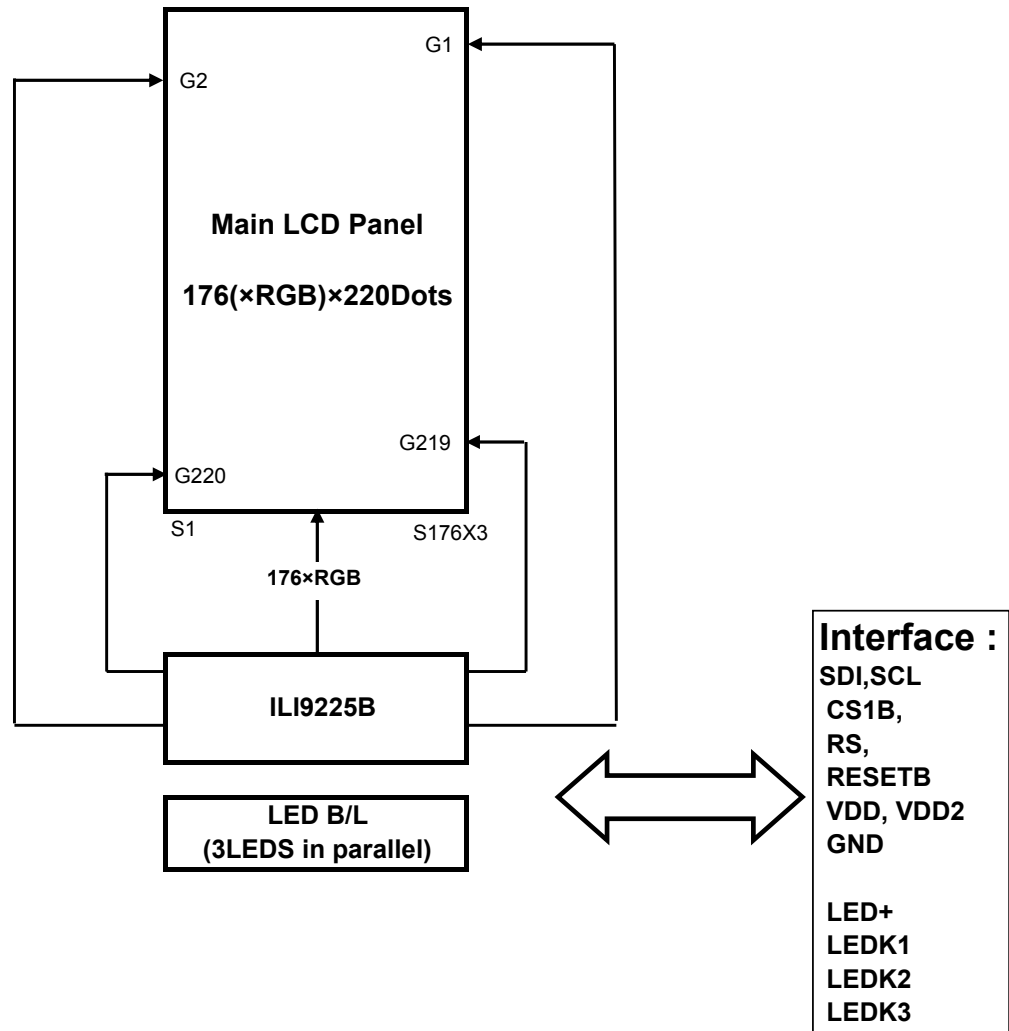 G1
G2
Main LCD Panel
176(×RGB)×220Dots
G219
G220
S1
S176X3
176×RGB
ILI9225B
LED B/L
(3LEDS in parallel)
Interface :
SDI,SCL
CS1B,
RS,
RESETB
VDD, VDD2
GND
LED+
LEDK1
LEDK2
LEDK3